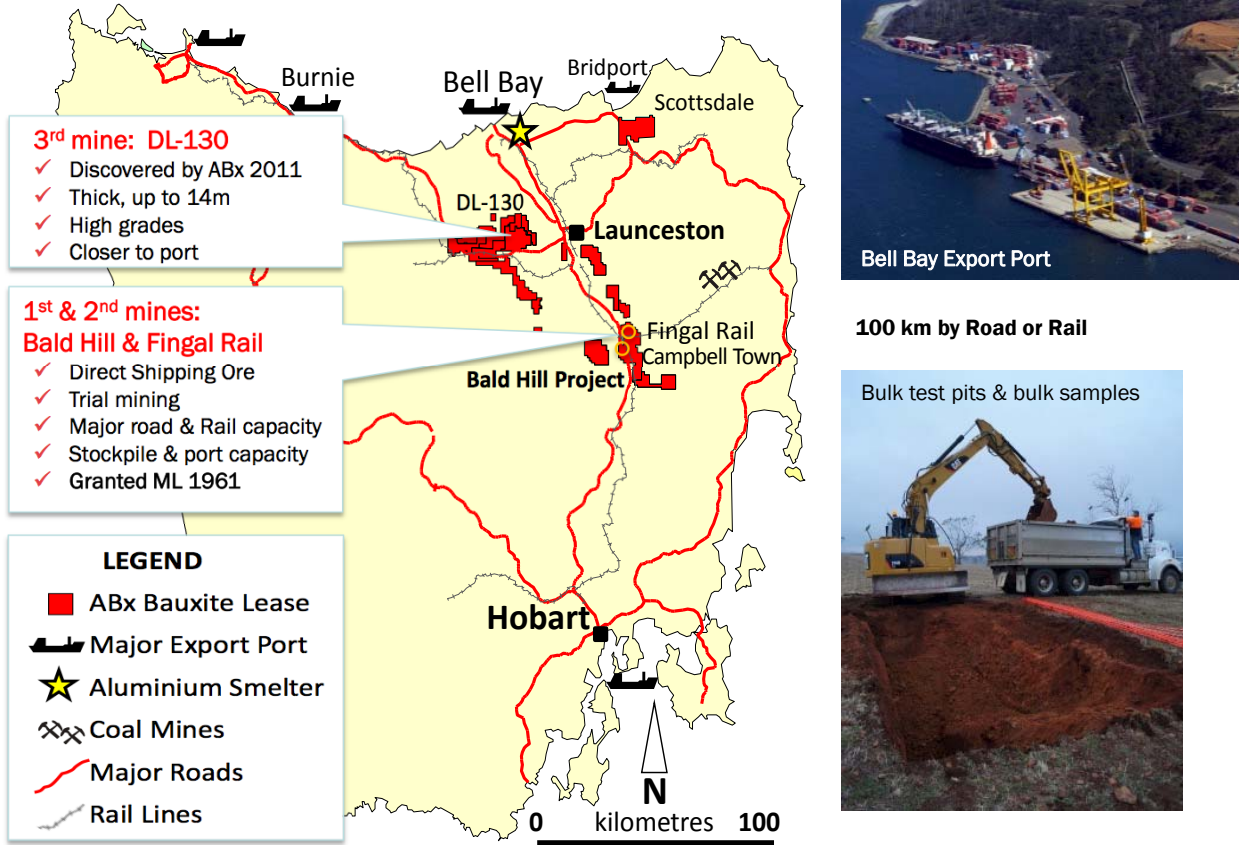 Burnie
Bell Bay
Bridport
Scottsdale
3rd mine: DL-130
✓ Discovered by ABx 2011
✓ Thick, up to 14m
✓ High grades
✓ Closer to port
DL-130
Launceston
1st & 2nd mines:
Bald Hill & Fingal Rail
✓ Direct Shipping Ore
✓ Trial mining
✓ Major road & Rail capacity
✓ Stockpile & port capacity
✓ Granted ML 1961
Fingal Rail
Campbell Town
Bald Hill Project
LEGEND
ABx Bauxite Lease
Major Export Port
Aluminium Smelter
Coal Mines
Major Roads
Rail Lines
Hobart
N
0 kilometres 100
Bell Bay Export Port
100 km by Road or Rail
Bulk test pits & bulk samples
CAT